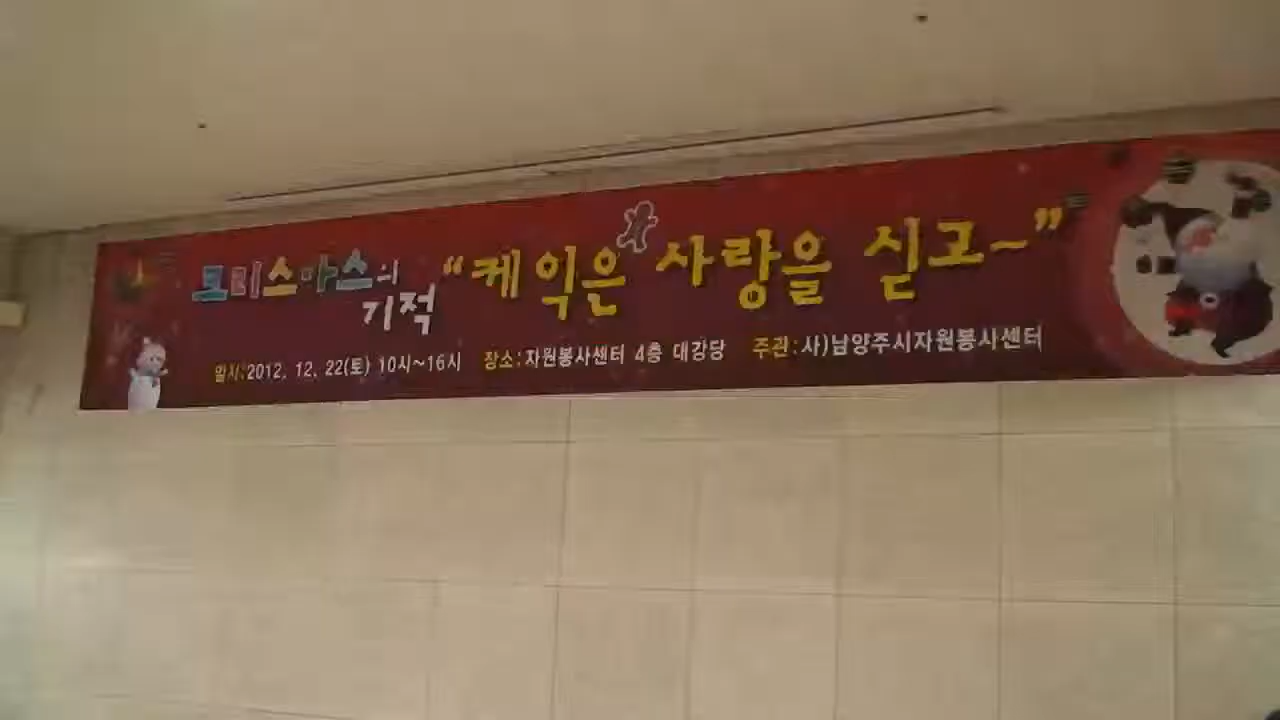 크리스마스의
기적
“케익은 사랑을 싣고~”
일시:2012. 12. 22(토) 10시~16시 장소:자원봉사센터 4층 대강당 주관:사)남양주시자원봉사센터